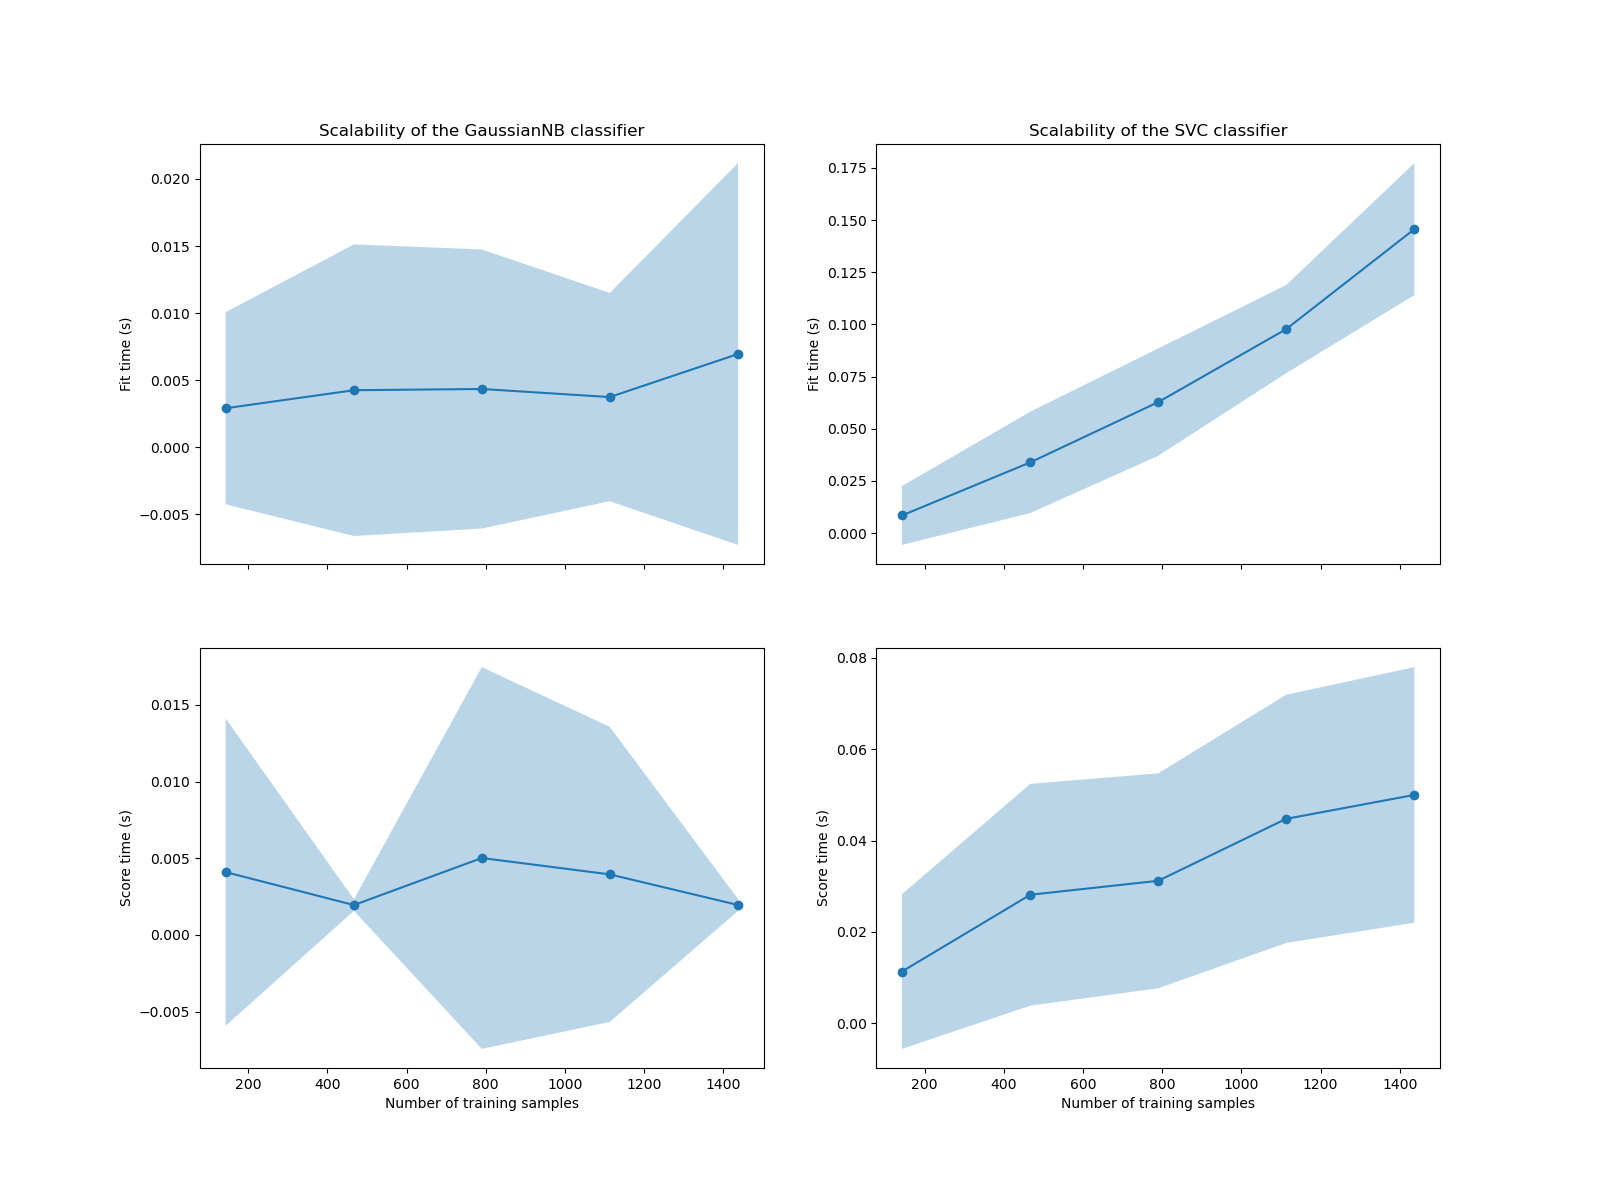 Scalability of the GaussianNB classifier
Fit time (s)
0.020
0.015
0.010
0.005
0.000
−0.005
Scalability of the SVC classifier
Fit time (s)
0.175
0.150
0.125
0.100
0.075
0.050
0.025
0.000
Score time (s)
0.015
0.010
0.005
0.000
−0.005
200 400 600 800 1000 1200 1400
Number of training samples
Score time (s)
0.08
0.06
0.04
0.02
0.00
200 400 600 800 1000 1200 1400
Number of training samples